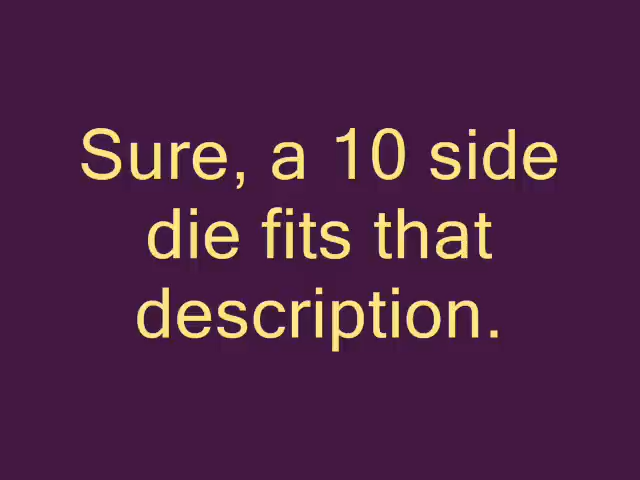 Sure, a 10 side
die fits that
description.